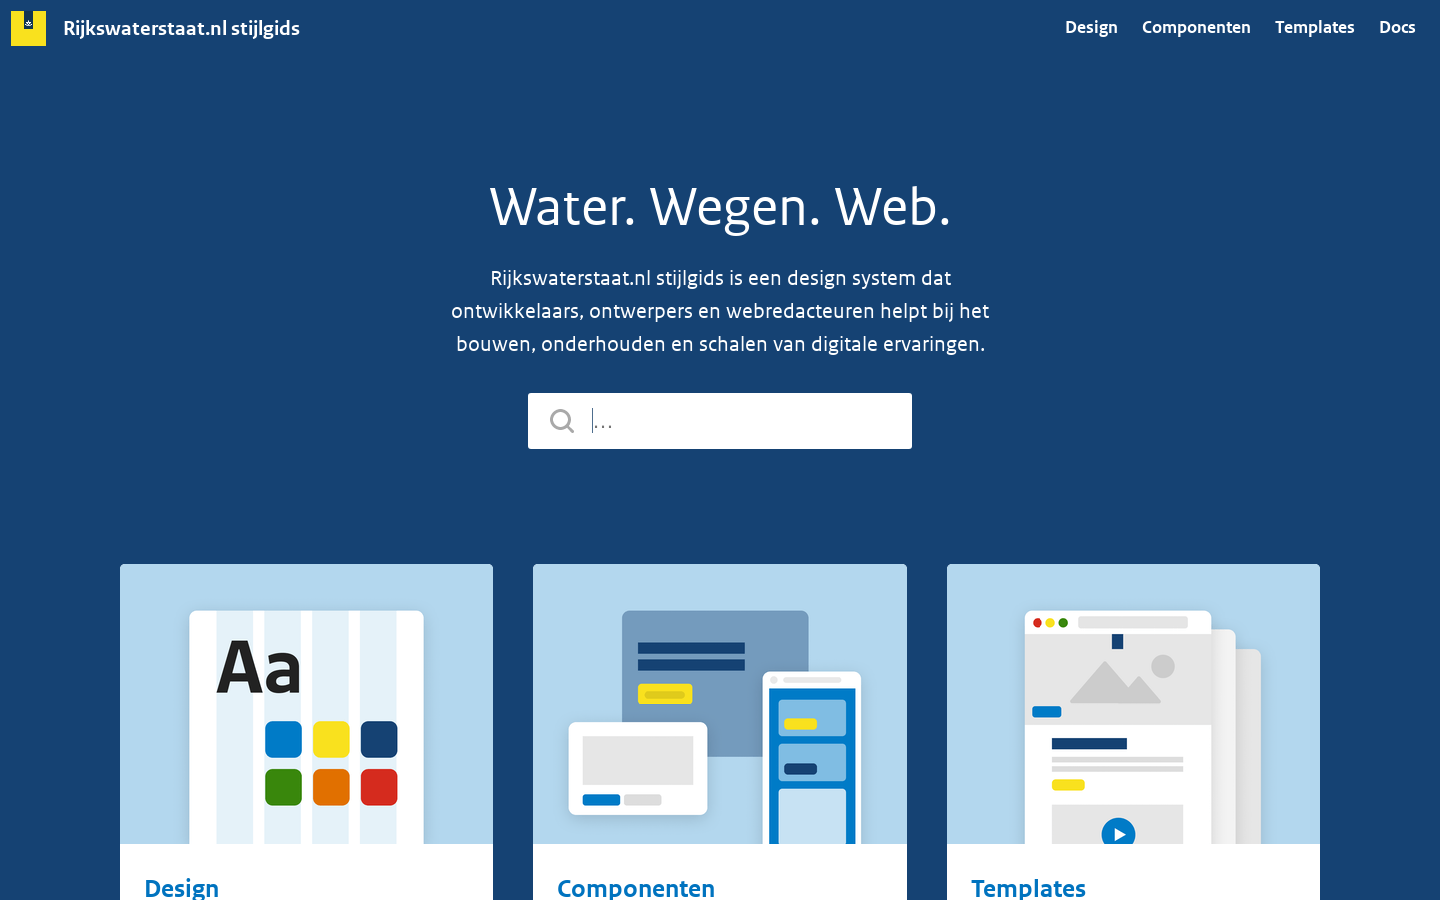 Rijkswaterstaat.nl stijlgids
Design
Componenten
Templates
Docs
Water. Wegen. Web.
Rijkswaterstaat.nl stijlgids is een design system dat
ontwikkelaars, ontwerpers en webredacteuren helpt bij het
bouwen, onderhouden en schalen van digitale ervaringen.
...
Aa
Design
Componenten
Templates